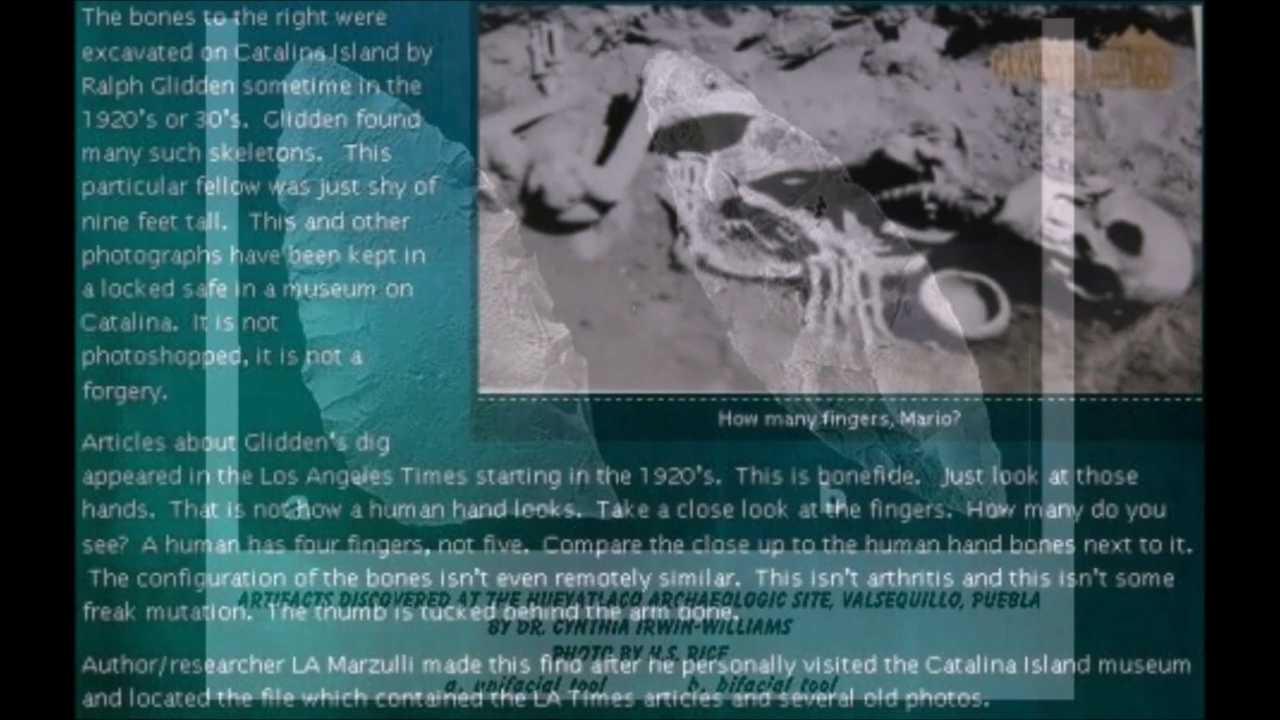 The bones to the right were
excavated on Catalina Island by
Ralph Glidden sometime in the
1920's or 30's. Glidden found
many such skeletons. This
particular fellow was just shy of
nine feet tall. This and other
photographs have been kept in
a locked safe in a museum on
Catalina. It is not
photoshopped, it is not a
forgery.
How many fingers, Mario?
Articles about Glidden's dig
appeared in the Los Angeles Times starting in the 1920's. This is bonefide. Just look at those
hands. That is not how a human hand looks. Take a close look at the fingers. How many do you
see? A human has four fingers, not five. Compare the close up to the human hand bones next to it.
The configuration of the bones isn't even remotely similar. This isn't arthritis and this isn't some
freak mutation. The thumb is tucked behind the arm bone.
Author/researcher LA Marzulli made this find after he personally visited the Catalina Island museum
and located the file which contained the LA Times articles and several old photos.
a
b
ARTIFACTS DISCOVERED AT THE HUEYATLACO ARCHAEOLOGIC SITE, VALSEQUILLO, PUEBLA
BY DR. CYNTHIA IRWIN-WILLIAMS
PHOTO BY H.S. RICE
a. unifacial tool b. bifacial tool